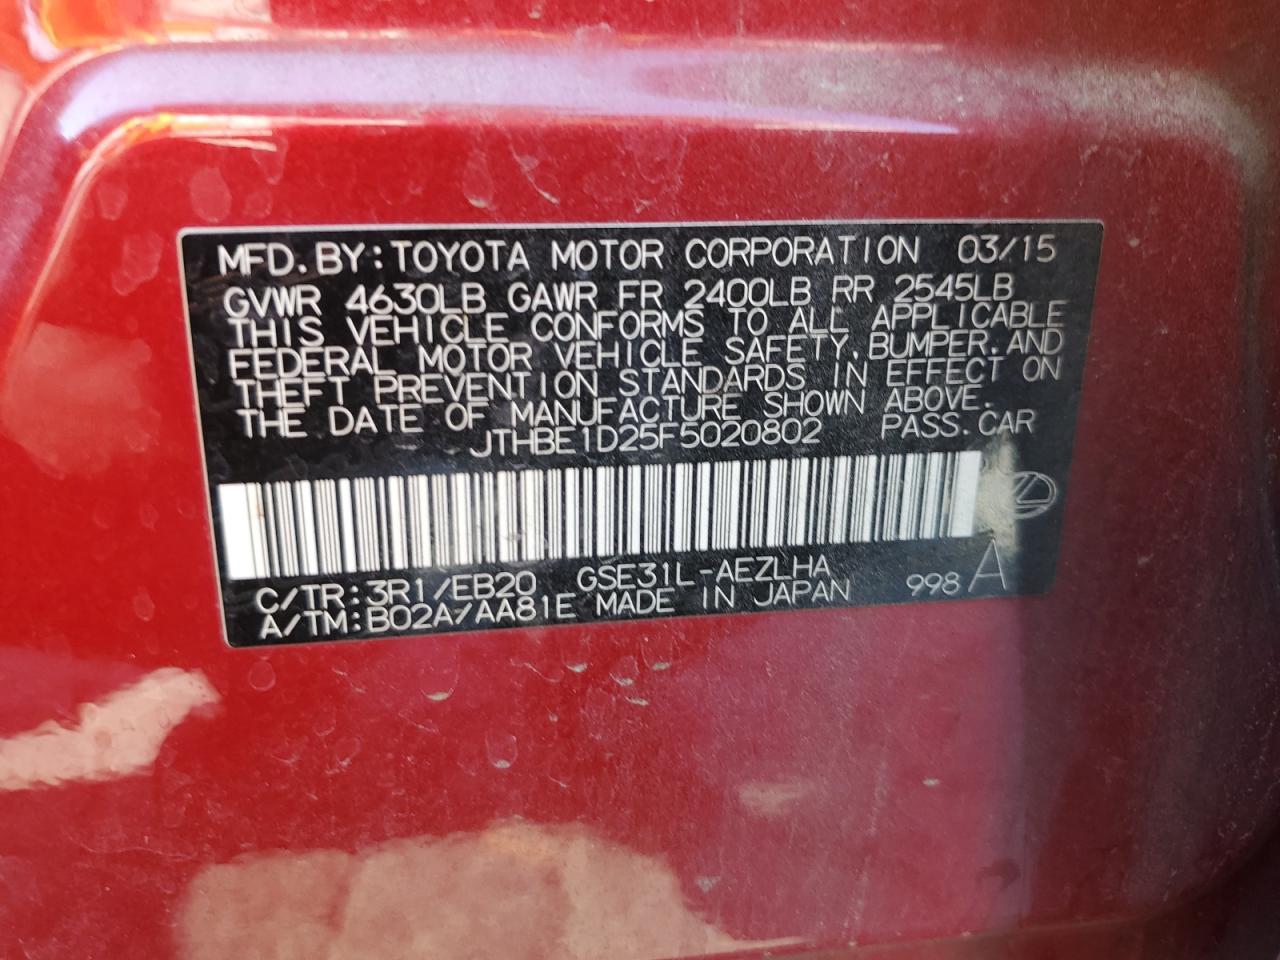 MFD.BY:TOYOTA MOTOR CORPORATION 03/15
GVWR 4630LB GAWR FR 2400LB RR 2545LB
THIS VEHICLE CONFORMS TO ALL APPLICABLE
FEDERAL MOTOR VEHICLE SAFETY,BUMPER,AND
THEFT PREVENTION STANDARDS IN EFFECT ON
THE DATE OF MANUFACTURE SHOWN ABOVE.
JTHBE1D25F5020802 PASS.CAR
C/TR:3R1/EB20 GSE31L-AEZLHA
A/TM:B02A/AA81E MADE IN JAPAN 998 A